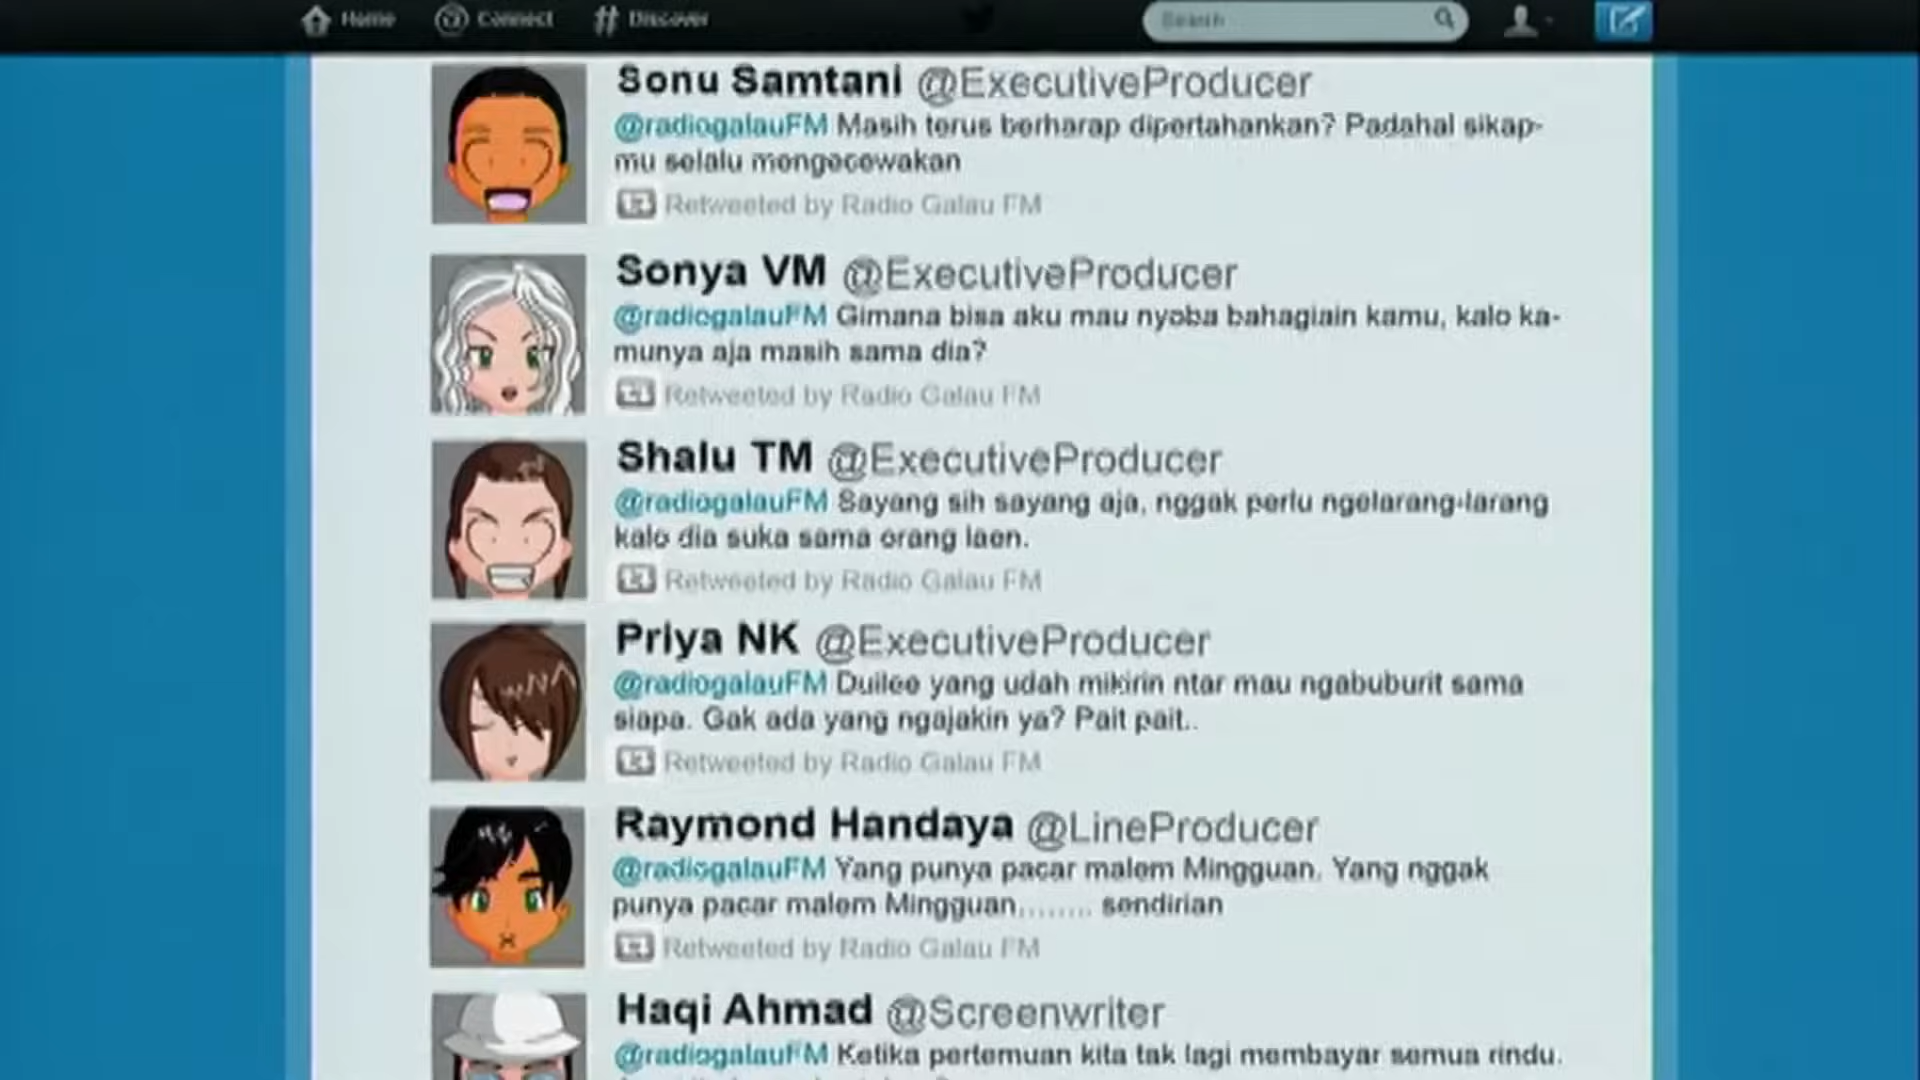 Home Connect Discover Search
Sonu Samtani @ExecutiveProducer
@radiogalauFM Masih terus berharap dipertahankan? Padahal sikap-
mu selalu mengecewakan
Retweeted by Radio Galau FM
Sonya VM @ExecutiveProducer
@radiogalauFM Gimana bisa aku mau nyoba bahagiain kamu, kalo ka-
munya aja masih sama dia?
Retweeted by Radio Galau FM
Shalu TM @ExecutiveProducer
@radiogalauFM Sayang sih sayang aja, nggak perlu ngelarang-larang
kalo dia suka sama orang laen.
Retweeted by Radio Galau FM
Priya NK @ExecutiveProducer
@radiogalauFM Duilee yang udah mikirin ntar mau ngabuburit sama
siapa. Gak ada yang ngajakin ya? Pait pait..
Retweeted by Radio Galau FM
Raymond Handaya @LineProducer
@radiogalauFM Yang punya pacar malem Mingguan. Yang nggak
punya pacar malem Mingguan........ sendirian
Retweeted by Radio Galau FM
Haqi Ahmad @Screenwriter
@radiogalauFM Ketika pertemuan kita tak lagi membayar semua rindu.